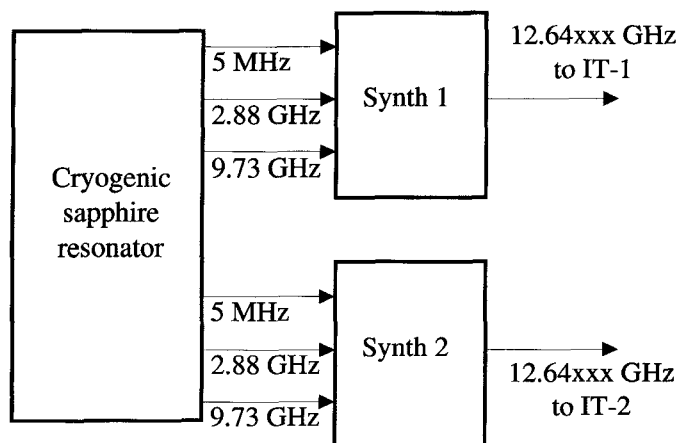 Cryogenic
sapphire
resonator
5 MHz
2.88 GHz
9.73 GHz
Synth 1
12.64xxx GHz
to IT-1
5 MHz
2.88 GHz
9.73 GHz
Synth 2
12.64xxx GHz
to IT-2